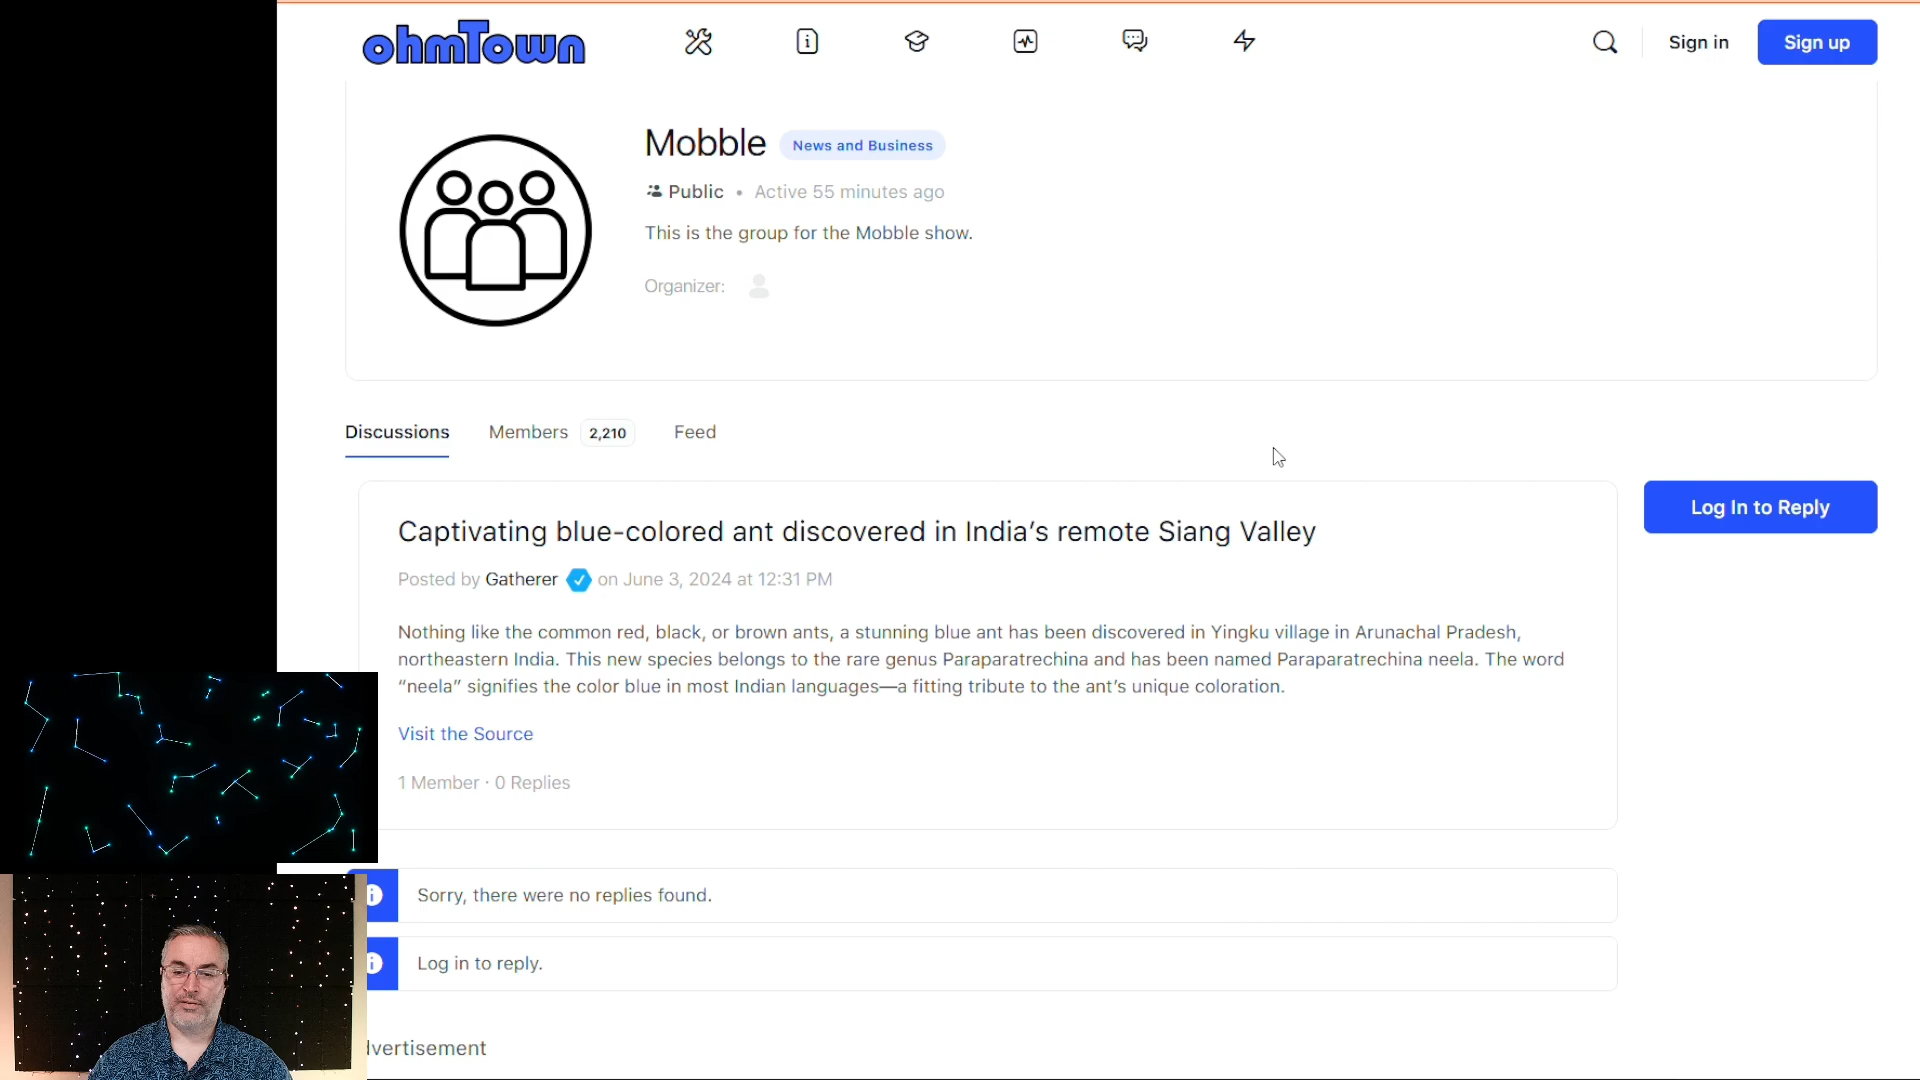 ohmTown
Sign in
Sign up
Mobble News and Business
Public • Active 55 minutes ago
This is the group for the Mobble show.
Organizer:
Discussions Members 2,210 Feed
Captivating blue-colored ant discovered in India’s remote Siang Valley
Log In to Reply
Posted by Gatherer on June 3, 2024 at 12:31 PM
Nothing like the common red, black, or brown ants, a stunning blue ant has been discovered in Yingku village in Arunachal Pradesh,
northeastern India. This new species belongs to the rare genus Paraparatrechina and has been named Paraparatrechina neela. The word
“neela” signifies the color blue in most Indian languages—a fitting tribute to the ant’s unique coloration.
Visit the Source
1 Member · 0 Replies
Sorry, there were no replies found.
Log in to reply.
dvertisement